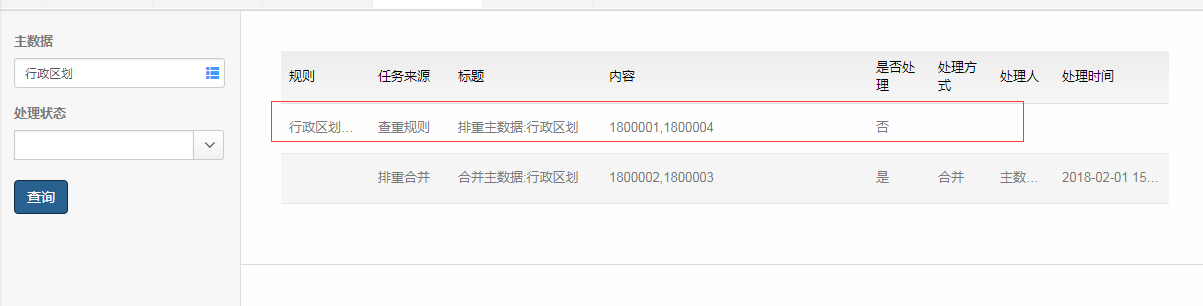 主数据
行政区划
处理状态
查询
规则 任务来源 标题 内容 是否处理 处理方式 处理人 处理时间
行政区划... 查重规则 排重主数据:行政区划 1800001,1800004 否
排重合并 合并主数据:行政区划 1800002,1800003 是 合并 主数... 2018-02-01 15...